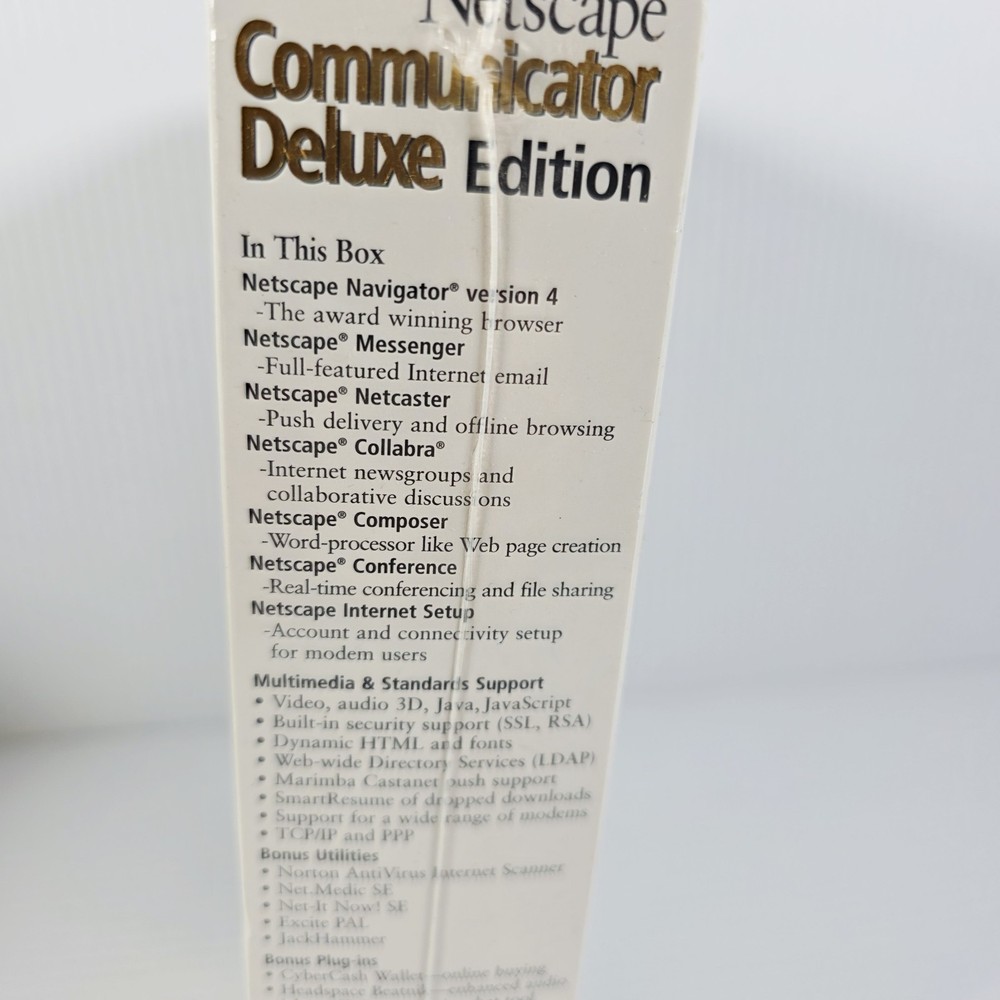 Netscape
Communicator
Deluxe Edition
In This Box
Netscape Navigator® version 4
-The award winning browser
Netscape® Messenger
-Full-featured Internet email
Netscape® Netcaster
-Push delivery and offline browsing
Netscape® Collabra®
-Internet newsgroups and
collaborative discussions
Netscape® Composer
-Word-processor like Web page creation
Netscape® Conference
-Real-time conferencing and file sharing
Netscape Internet Setup
-Account and connectivity setup
for modem users
Multimedia & Standards Support
• Video, audio 3D, Java, JavaScript
• Built-in security support (SSL, RSA)
• Dynamic HTML and fonts
• Web-wide Directory Services (LDAP)
• Marimba Castanet push support
• SmartResume of dropped downloads
• Support for a wide range of modems
• TCP/IP and PPP
Bonus Utilities
• Norton AntiVirus Internet Scanner
• Net.Medic SE
• Net-It Now! SE
• Excite PAL
• JackHammer
Bonus Plug-ins
• CyberCash Wallet—online buying
• Headspace Beatnik—enhanced audio